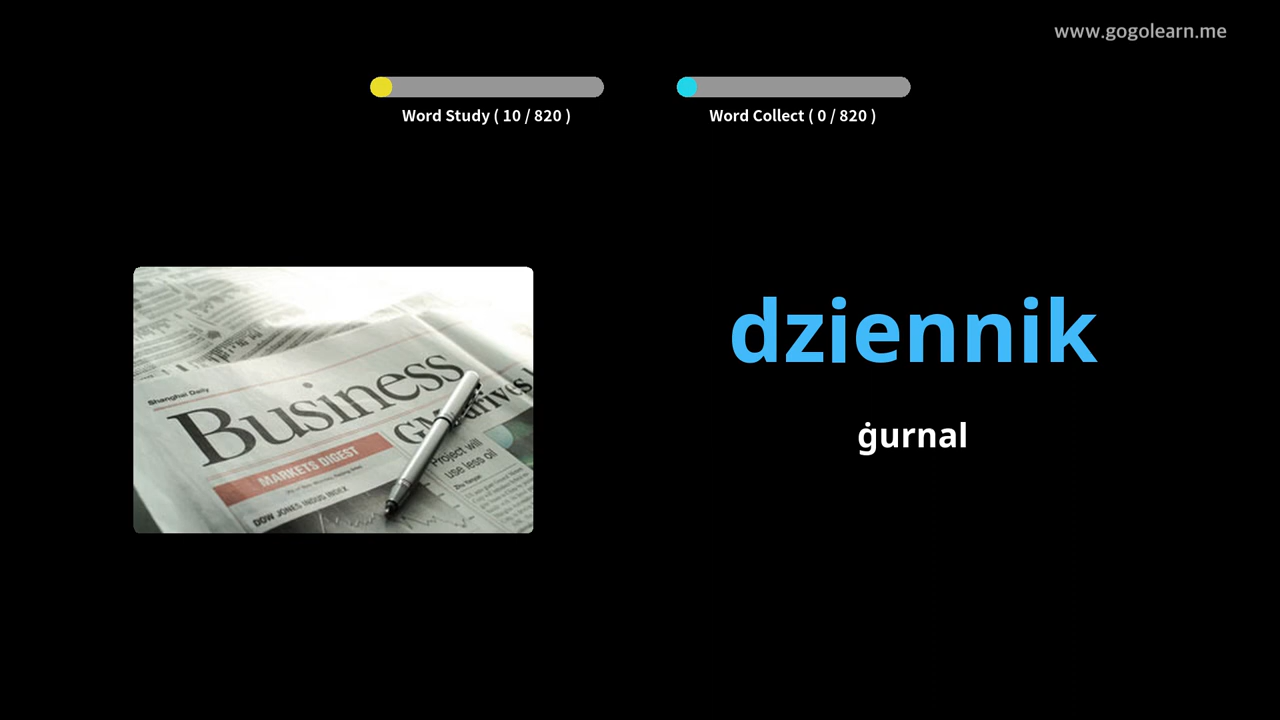 www.gogolearn.me
Word Study ( 10 / 820 )
Word Collect ( 0 / 820 )
dziennik
ġurnal
Shanghai Daily
Business
GM drives
MARKETS DIGEST
Project will
use less oil
DOW JONES INDUS INDEX